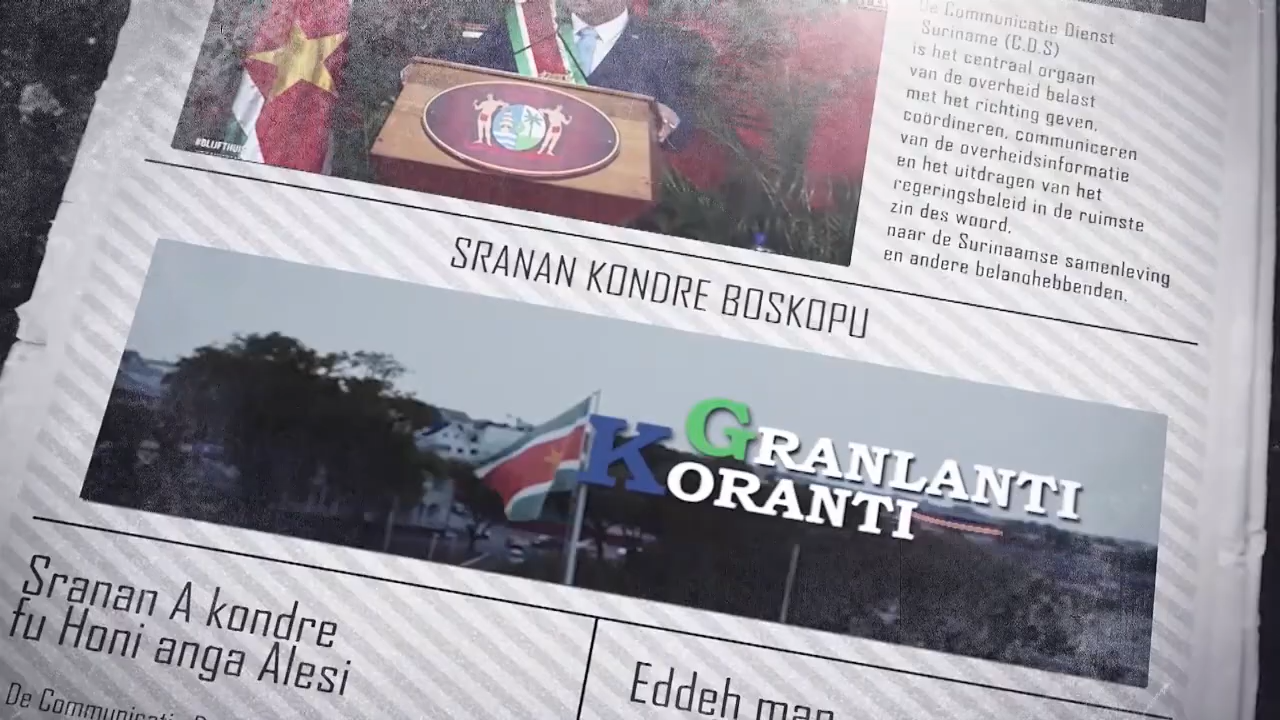 De Communicatie Dienst
Suriname (C.D.S)
is het centraal orgaan
van de overheid belast
met het richting geven,
coördineren, communiceren
van de overheidsinformatie
en het uitdragen van het
regeringsbeleid in de ruimste
zin des woord,
naar de Surinaamse samenleving
en andere belanghebbenden.
SRANAN KONDRE BOSKOPU
GRANLANTI
KORANTI
Sranan A kondre
fu Honi anga Alesi
Eddeh man
De